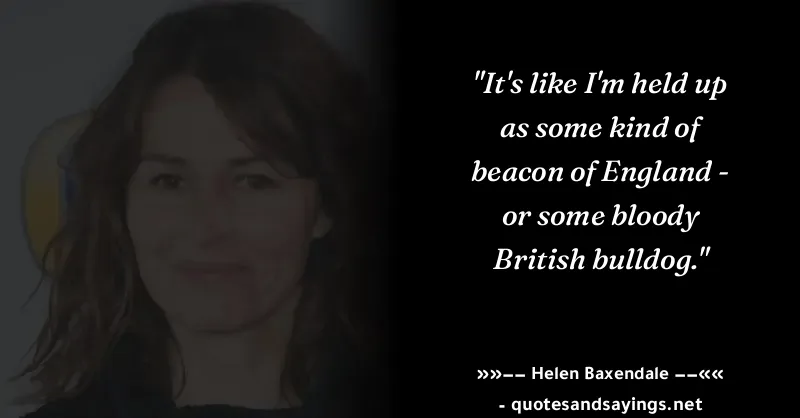 "It's like I'm held up
as some kind of
beacon of England -
or some bloody
British bulldog."
»»−− Helen Baxendale −−««
- quotesandsayings.net